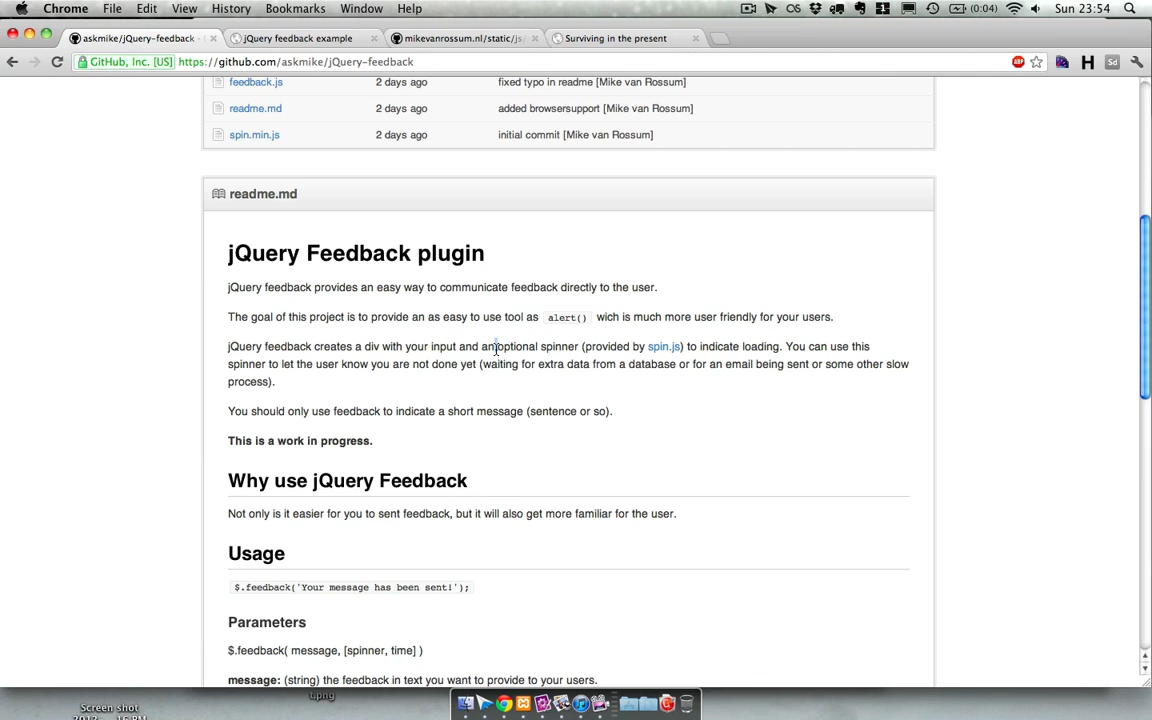 Chrome File Edit View History Bookmarks Window Help (0:04) Sun 23:54
askmike/jQuery-feedback - jQuery feedback example mikevanrossum.nl/static/js/ Surviving in the present
GitHub, Inc. [US] https://github.com/askmike/jQuery-feedback
feedback.js 2 days ago fixed typo in readme [Mike van Rossum]
readme.md 2 days ago added browsersupport [Mike van Rossum]
spin.min.js 2 days ago initial commit [Mike van Rossum]
readme.md
jQuery Feedback plugin
jQuery feedback provides an easy way to communicate feedback directly to the user.
The goal of this project is to provide an as easy to use tool as alert() wich is much more user friendly for your users.
jQuery feedback creates a div with your input and an optional spinner (provided by spin.js) to indicate loading. You can use this
spinner to let the user know you are not done yet (waiting for extra data from a database or for an email being sent or some other slow
process).
You should only use feedback to indicate a short message (sentence or so).
This is a work in progress.
Why use jQuery Feedback
Not only is it easier for you to sent feedback, but it will also get more familiar for the user.
Usage
$.feedback('Your message has been sent!');
Parameters
$.feedback( message, [spinner, time] )
message: (string) the feedback in text you want to provide to your users.
Screen shot